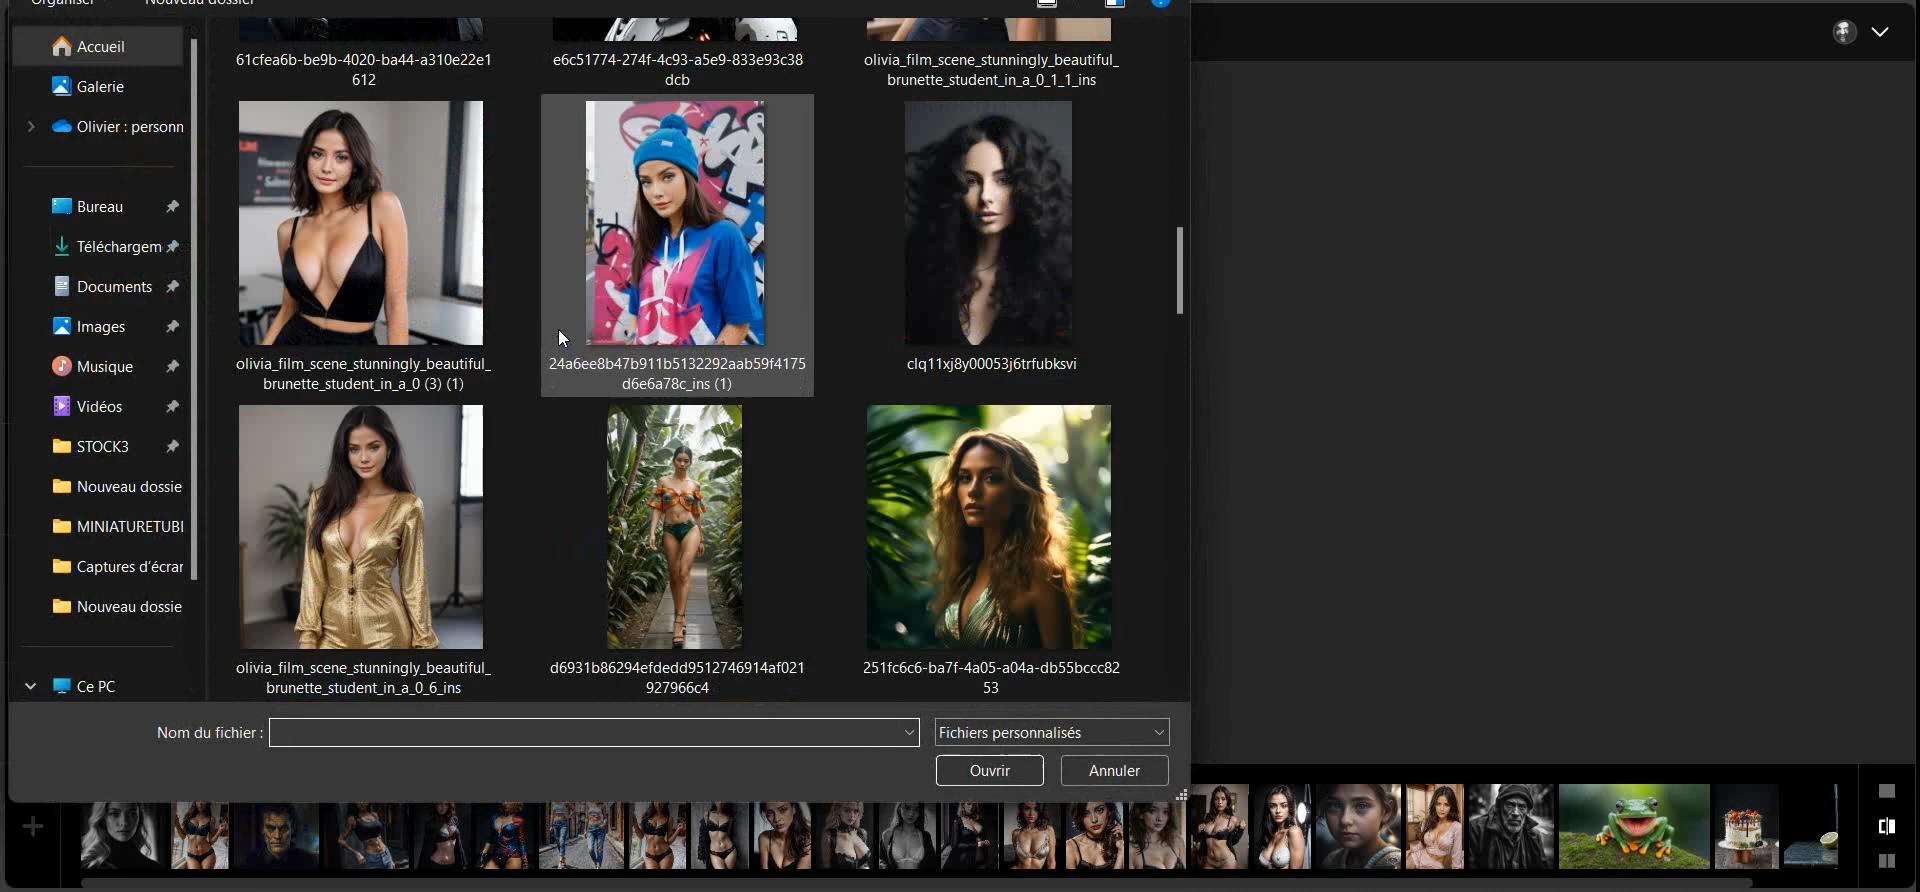 Organiser
Nouveau dossier
Accueil
Galerie
Olivier : personn
Bureau
Téléchargem
Documents
Images
Musique
Vidéos
STOCK3
Nouveau dossie
MINIATURETUBI
Captures d'écrar
Nouveau dossie
Ce PC
61cfea6b-be9b-4020-ba44-a310e22e1
612
e6c51774-274f-4c93-a5e9-833e93c38
dcb
olivia_film_scene_stunningly_beautiful_
brunette_student_in_a_0_1_1_ins
olivia_film_scene_stunningly_beautiful_
brunette_student_in_a_0 (3) (1)
24a6ee8b47b911b5132292aab59f4175
d6e6a78c_ins (1)
clq11xj8y00053j6trfubksvi
olivia_film_scene_stunningly_beautiful_
brunette_student_in_a_0_6_ins
d6931b86294efdedd9512746914af021
927966c4
251fc6c6-ba7f-4a05-a04a-db55bccc82
53
Nom du fichier :
Fichiers personnalisés
Ouvrir
Annuler